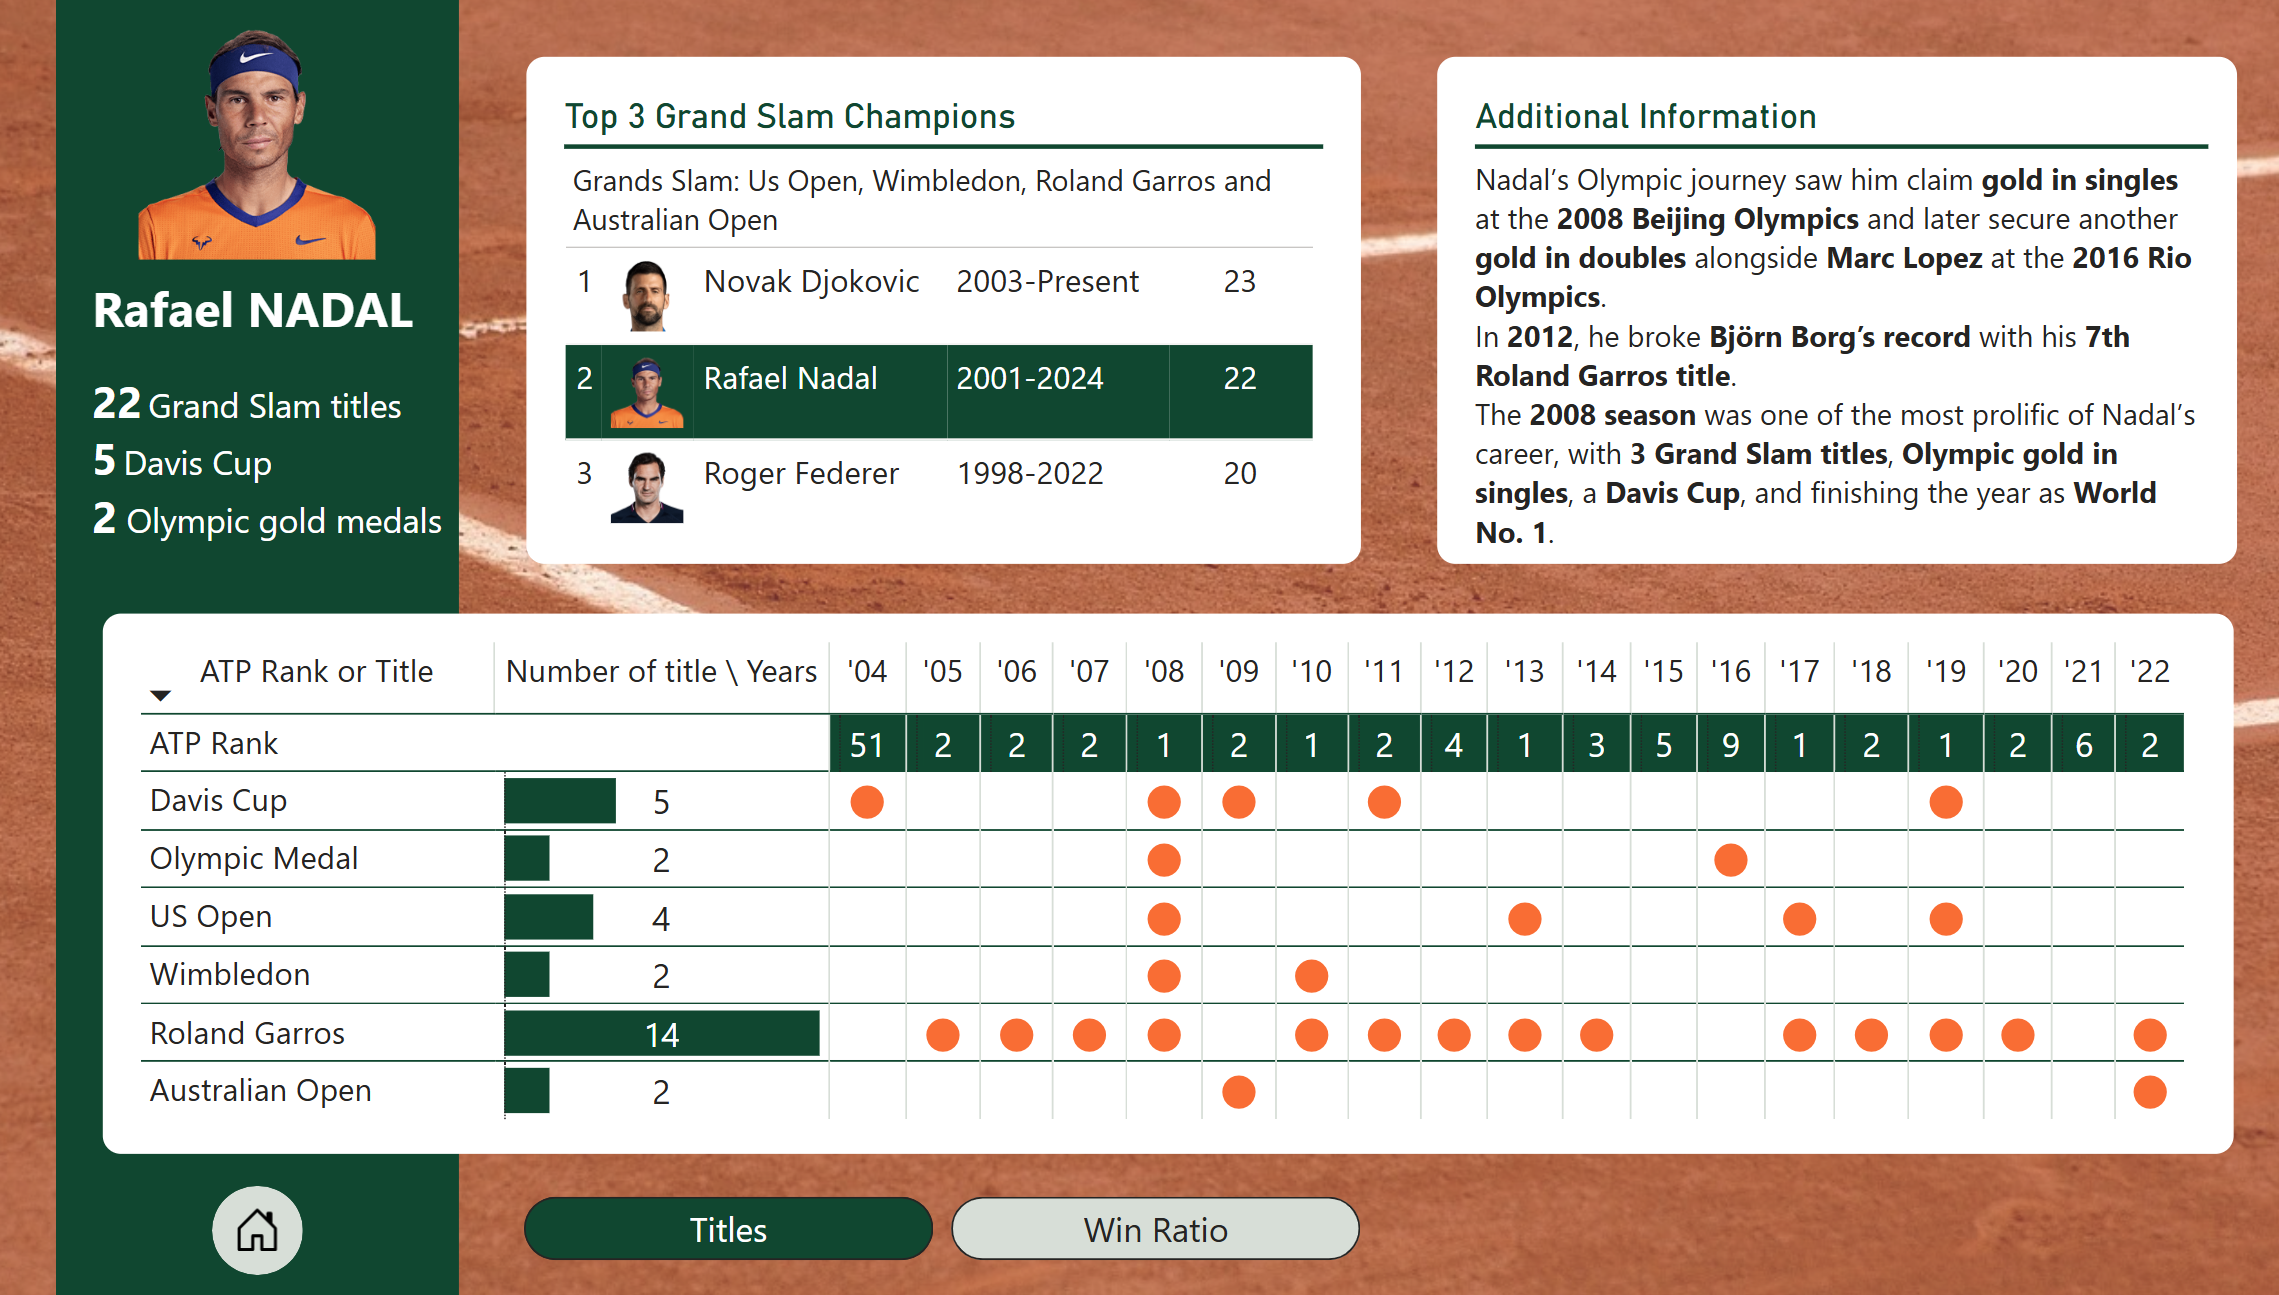 Rafael NADAL
22 Grand Slam titles
5 Davis Cup
2 Olympic gold medals
Top 3 Grand Slam Champions
Grands Slam: Us Open, Wimbledon, Roland Garros and
Australian Open
1 Novak Djokovic 2003-Present 23
2 Rafael Nadal 2001-2024 22
3 Roger Federer 1998-2022 20
Additional Information
Nadal’s Olympic journey saw him claim gold in singles
at the 2008 Beijing Olympics and later secure another
gold in doubles alongside Marc Lopez at the 2016 Rio
Olympics.
In 2012, he broke Björn Borg’s record with his 7th
Roland Garros title.
The 2008 season was one of the most prolific of Nadal’s
career, with 3 Grand Slam titles, Olympic gold in
singles, a Davis Cup, and finishing the year as World
No. 1.
ATP Rank or Title Number of title \ Years '04 '05 '06 '07 '08 '09 '10 '11 '12 '13 '14 '15 '16 '17 '18 '19 '20 '21 '22
ATP Rank 51 2 2 2 1 2 1 2 4 1 3 5 9 1 2 1 2 6 2
Davis Cup 5
Olympic Medal 2
US Open 4
Wimbledon 2
Roland Garros 14
Australian Open 2
Titles Win Ratio